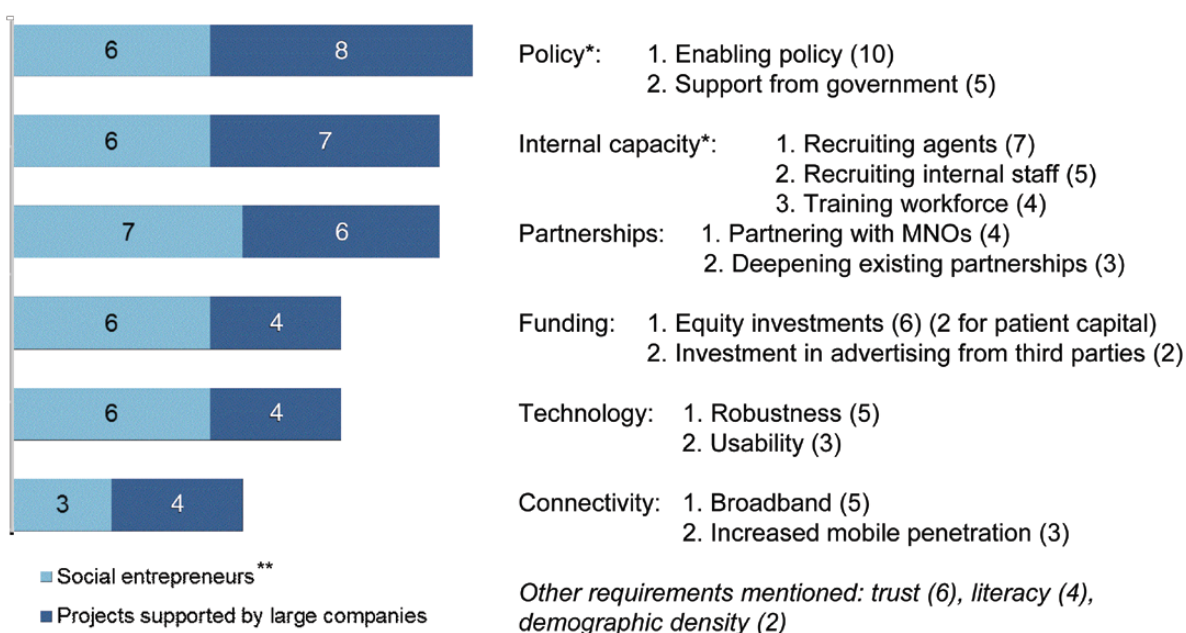 6 8
Policy*: 1. Enabling policy (10)
2. Support from government (5)
6 7
Internal capacity*: 1. Recruiting agents (7)
2. Recruiting internal staff (5)
3. Training workforce (4)
7 6
Partnerships: 1. Partnering with MNOs (4)
2. Deepening existing partnerships (3)
6 4
Funding: 1. Equity investments (6) (2 for patient capital)
2. Investment in advertising from third parties (2)
6 4
Technology: 1. Robustness (5)
2. Usability (3)
3 4
Connectivity: 1. Broadband (5)
2. Increased mobile penetration (3)
Social entrepreneurs**
Projects supported by large companies
Other requirements mentioned: trust (6), literacy (4),
demographic density (2)